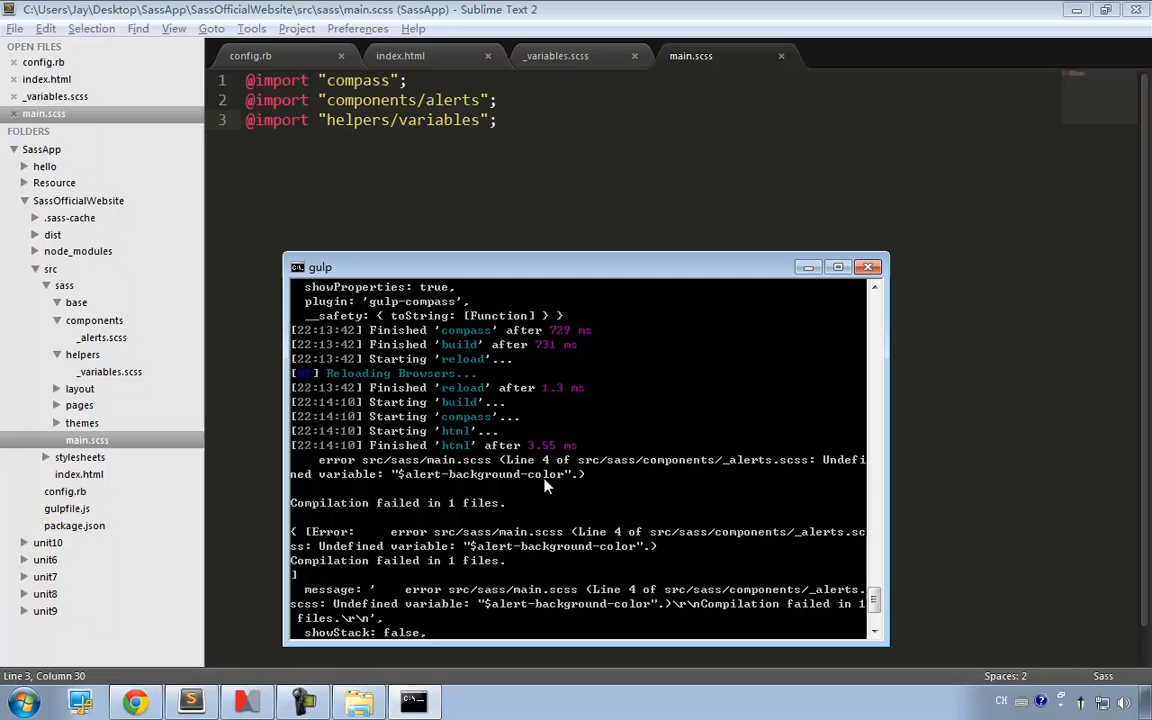 C:\Users\Jay\Desktop\SassApp\SassOfficialWebsite\src\sass\main.scss (SassApp) - Sublime Text 2
File Edit Selection Find View Goto Tools Project Preferences Help
OPEN FILES
config.rb
index.html
_variables.scss
main.scss
FOLDERS
SassApp
hello
Resource
SassOfficialWebsite
.sass-cache
dist
node_modules
src
sass
base
components
_alerts.scss
helpers
_variables.scss
layout
pages
themes
main.scss
stylesheets
index.html
config.rb
gulpfile.js
package.json
unit10
unit6
unit7
unit8
unit9
config.rb index.html _variables.scss main.scss
1 @import "compass";
2 @import "components/alerts";
3 @import "helpers/variables";
gulp
showProperties: true,
plugin: 'gulp-compass',
__safety: { toString: [Function] } }
[22:13:42] Finished 'compass' after 729 ms
[22:13:42] Finished 'build' after 731 ms
[22:13:42] Starting 'reload'...
[BS] Reloading Browsers...
[22:13:42] Finished 'reload' after 1.3 ms
[22:14:10] Starting 'build'...
[22:14:10] Starting 'compass'...
[22:14:10] Starting 'html'...
[22:14:10] Finished 'html' after 3.55 ms
error src/sass/main.scss (Line 4 of src/sass/components/_alerts.scss: Undefi
ned variable: "$alert-background-color".)
Compilation failed in 1 files.
{ [Error: error src/sass/main.scss (Line 4 of src/sass/components/_alerts.sc
ss: Undefined variable: "$alert-background-color".)
Compilation failed in 1 files.
]
message: ' error src/sass/main.scss (Line 4 of src/sass/components/_alerts.
scss: Undefined variable: "$alert-background-color".)\r\nCompilation failed in 1
files.\r\n',
showStack: false,
Line 3, Column 30
Spaces: 2
Sass
CH